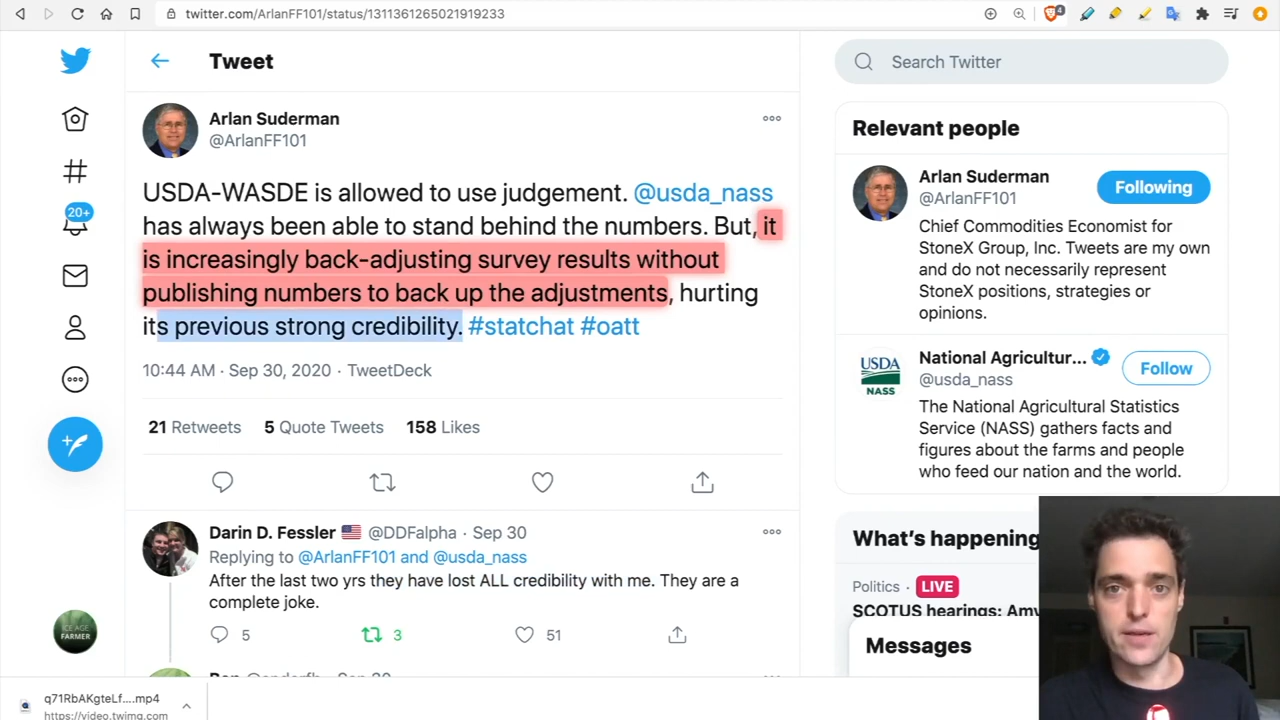 twitter.com/ArlanFF101/status/1311361265021919233
4
Tweet
Search Twitter
Arlan Suderman
@ArlanFF101
USDA-WASDE is allowed to use judgement. @usda_nass
has always been able to stand behind the numbers. But, it
is increasingly back-adjusting survey results without
publishing numbers to back up the adjustments, hurting
its previous strong credibility. #statchat #oatt
10:44 AM · Sep 30, 2020 · TweetDeck
21 Retweets 5 Quote Tweets 158 Likes
20+
Darin D. Fessler @DDFalpha · Sep 30
Replying to @ArlanFF101 and @usda_nass
After the last two yrs they have lost ALL credibility with me. They are a
complete joke.
5 3 51
ICE AGE
FARMER
Relevant people
Arlan Suderman
@ArlanFF101
Following
Chief Commodities Economist for
StoneX Group, Inc. Tweets are my own
and do not necessarily represent
StoneX positions, strategies or
opinions.
USDA
NASS
National Agricultur...
@usda_nass
Follow
The National Agricultural Statistics
Service (NASS) gathers facts and
figures about the farms and people
who feed our nation and the world.
What's happening
Politics · LIVE
SCOTUS hearings:
Messages
q71RbAKgteLf....mp4
https://video.twimg.com